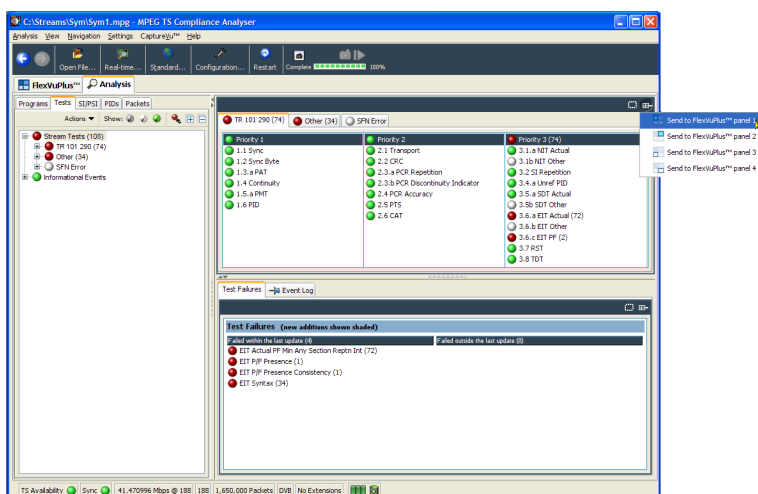 C:\Streams\Sym\Sym1.mpg - MPEG TS Compliance Analyser
Analysis View Navigation Settings CaptureVu™ Help
Open File... Real-time... Standard... Configuration... Restart Complete 100%
FlexVuPlus™ Analysis
Programs Tests SI/PSI PIDs Packets
Actions Show:
Stream Tests (108)
TR 101 290 (74)
Other (34)
SFN Error
Informational Events
TR 101 290 (74) Other (34) SFN Error
Priority 1
1.1 Sync
1.2 Sync Byte
1.3.a PAT
1.4 Continuity
1.5.a PMT
1.6 PID
Priority 2
2.1 Transport
2.2 CRC
2.3.a PCR Repetition
2.3.b PCR Discontinuity Indicator
2.4 PCR Accuracy
2.5 PTS
2.6 CAT
Priority 3 (74)
3.1.a NIT Actual
3.1b NIT Other
3.2 SI Repetition
3.4.a Unref PID
3.5.a SDT Actual
3.5b SDT Other
3.6.a EIT Actual (72)
3.6.b EIT Other
3.6.c EIT PF (2)
3.7 RST
3.8 TDT
Send to FlexVuPlus™ panel 1
Send to FlexVuPlus™ panel 2
Send to FlexVuPlus™ panel 3
Send to FlexVuPlus™ panel 4
Test Failures Event Log
Test Failures (new additions shown shaded)
Failed within the last update (4) Failed outside the last update (0)
EIT Actual PF Min Any Section Reptn Int (72)
EIT P/F Presence (1)
EIT P/F Presence Consistency (1)
EIT Syntax (34)
TS Availability Sync 41.470996 Mbps @ 188 188 1,650,000 Packets DVB No Extensions